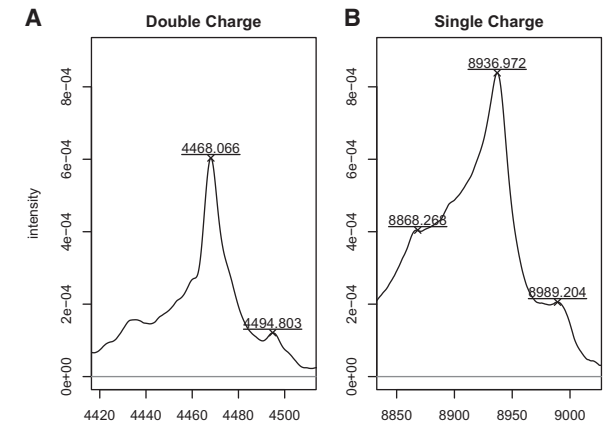 A
Double Charge
intensity
8e−04
6e−04
4e−04
2e−04
0e+00
4468.066
4494.803
4420 4440 4460 4480 4500
B
Single Charge
8e−04
6e−04
4e−04
2e−04
0e+00
8936.972
8868.268
8989.204
8850 8900 8950 9000